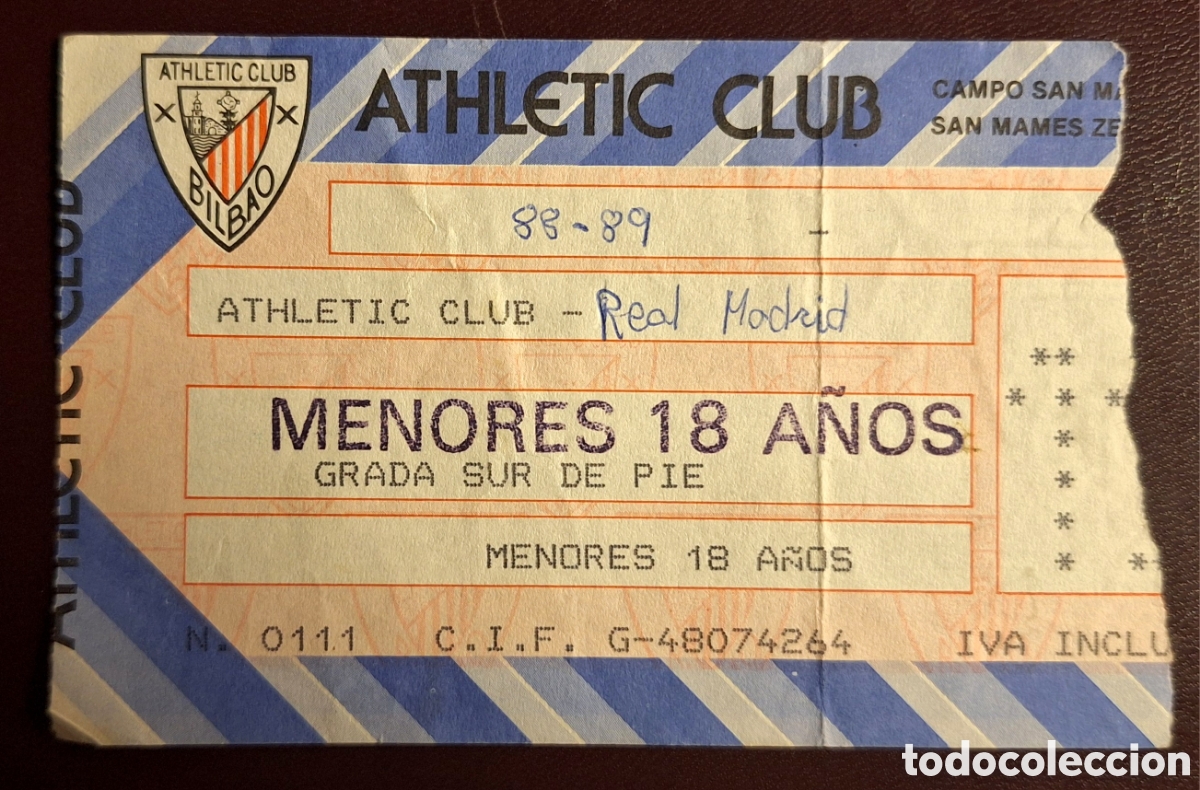 ATHLETIC CLUB
BILBAO
ATHLETIC CLUB
CAMPO SAN MA
SAN MAMES ZE
ATHLETIC CLUB
88-89 -
ATHLETIC CLUB - Real Madrid
MENORES 18 AÑOS
GRADA SUR DE PIE
MENORES 18 AÑOS
**
* * *
*
*
*
* *
N. 0111 C.I.F. G-48074264 IVA INCLU
todocoleccion